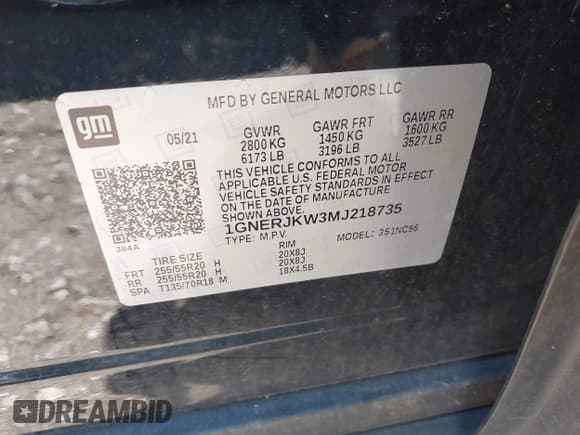 MFD BY GENERAL MOTORS LLC
gm
05/21 GVWR GAWR FRT GAWR RR
2800 KG 1450 KG 1600 KG
6173 LB 3196 LB 3527 LB
THIS VEHICLE CONFORMS TO ALL
APPLICABLE U.S. FEDERAL MOTOR
VEHICLE SAFETY STANDARDS IN EFFECT
ON THE DATE OF MANUFACTURE
SHOWN ABOVE.
384A
1GNERJKW3MJ218735
TYPE: M.P.V. MODEL: 351NC56
TIRE SIZE RIM
FRT 255/55R20 H 20X8J
RR 255/55R20 H 20X8J
SPA T135/70R18 M 18X4.5B
DREAMBID